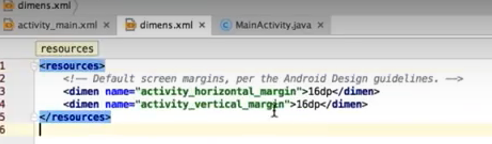 dimens.xml
activity_main.xml × dimens.xml × MainActivity.java ×
resources
1 <resources>
2 <!-- Default screen margins, per the Android Design guidelines. -->
3 <dimen name="activity_horizontal_margin">16dp</dimen>
4 <dimen name="activity_vertical_margin">16dp</dimen>
5 </resources>
6